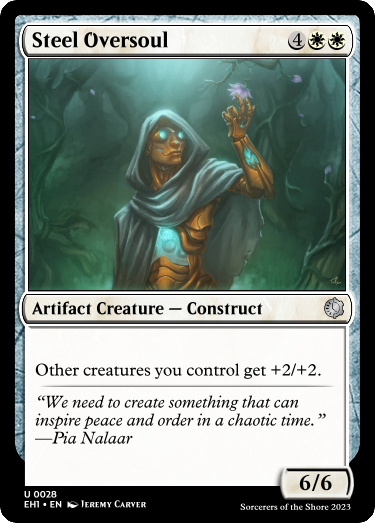 Steel Oversoul 4
Artifact Creature — Construct
Other creatures you control get +2/+2.
“We need to create something that can
inspire peace and order in a chaotic time.”
—Pia Nalaar
6/6
U 0028
EH1 • EN Jeremy Carver
Sorcerers of the Shore 2023